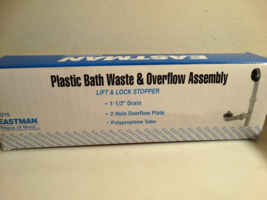 EASTMAN
Plastic Bath Waste & Overflow Assembly
LIFT & LOCK STOPPER
• 1-1/2" Drain
• 2 Hole Overflow Plate
• Polypropylene Tube
EASTMAN